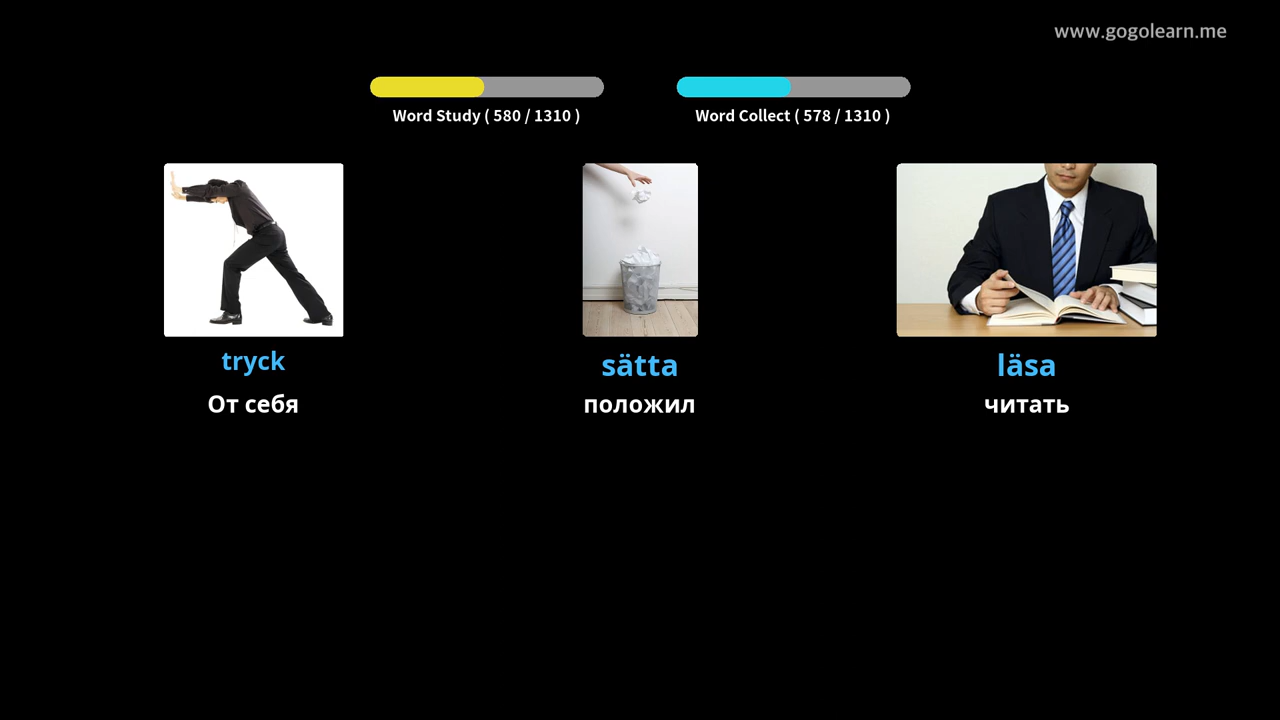 www.gogolearn.me
Word Study ( 580 / 1310 )
Word Collect ( 578 / 1310 )
tryck
От себя
sätta
положил
läsa
читать